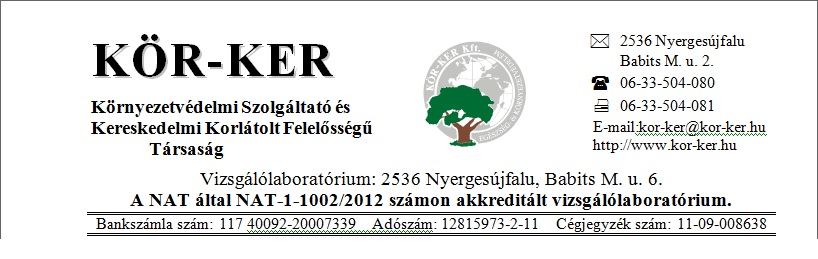 KÖR-KER
Környezetvédelmi Szolgáltató és
Kereskedelmi Korlátolt Felelősségű
Társaság
KÖR-KER Kft.
2536 Nyergesújfalu
Babits M. u. 2.
06-33-504-080
06-33-504-081
E-mail:kor-ker@kor-ker.hu
http://www.kor-ker.hu
Vizsgálólaboratórium: 2536 Nyergesújfalu, Babits M. u. 6.
A NAT által NAT-1-1002/2012 számon akkreditált vizsgálólaboratórium.
Bankszámla szám: 117 40092-20007339 Adószám: 12815973-2-11 Cégjegyzék szám: 11-09-008638